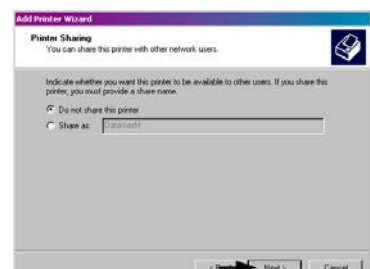 Add Printer Wizard
Printer Sharing
You can share this printer with other network users.
Indicate whether you want this printer to be available to other users. If you share this
printer, you must provide a share name.
Do not share this printer
Share as:
Next >
Cancel